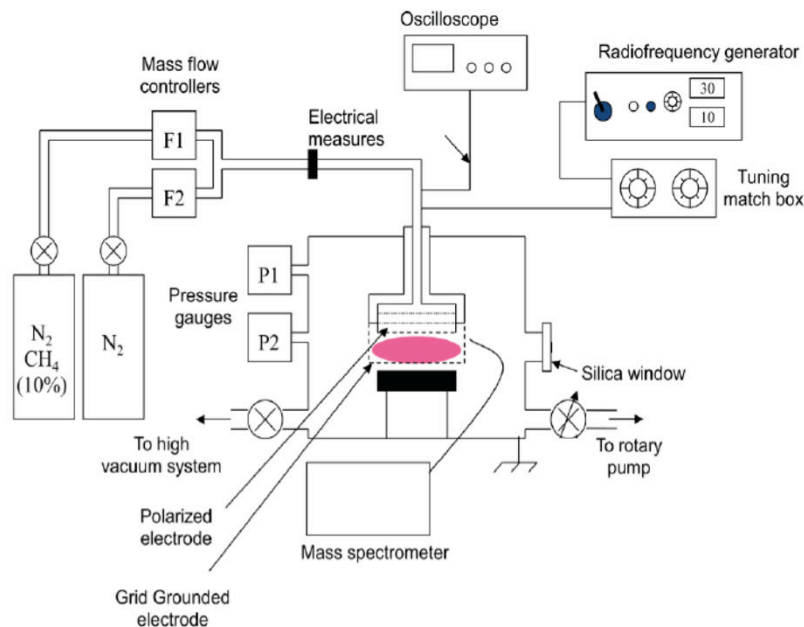 Oscilloscope
Radiofrequency generator
30
10
Mass flow
controllers
F1
F2
Electrical
measures
Tuning
match box
P1
P2
Pressure
gauges
N₂
CH₄
(10%)
N₂
Silica window
To high
vacuum system
To rotary
pump
Polarized
electrode
Mass spectrometer
Grid Grounded
electrode